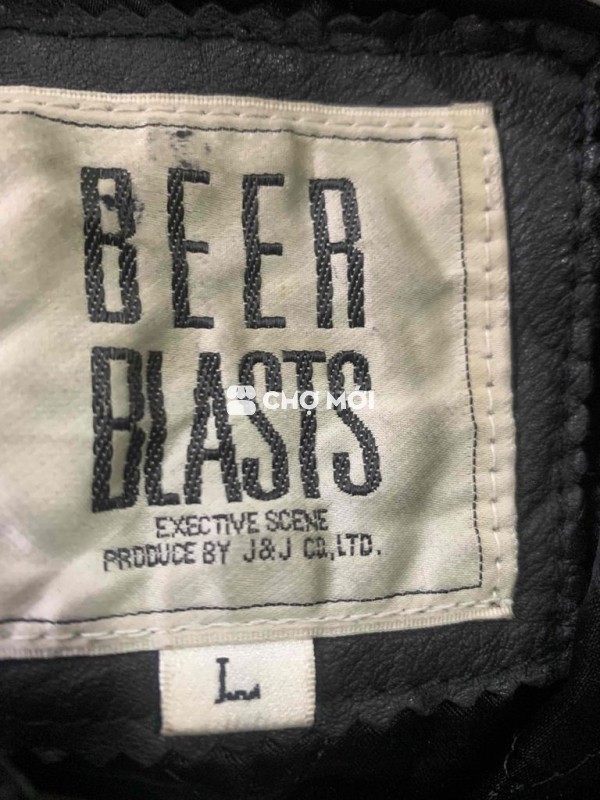 BEER
BLASTS
CHỢ MỚI
EXECTIVE SCENE
PRODUCE BY J&J CO.,LTD.
L